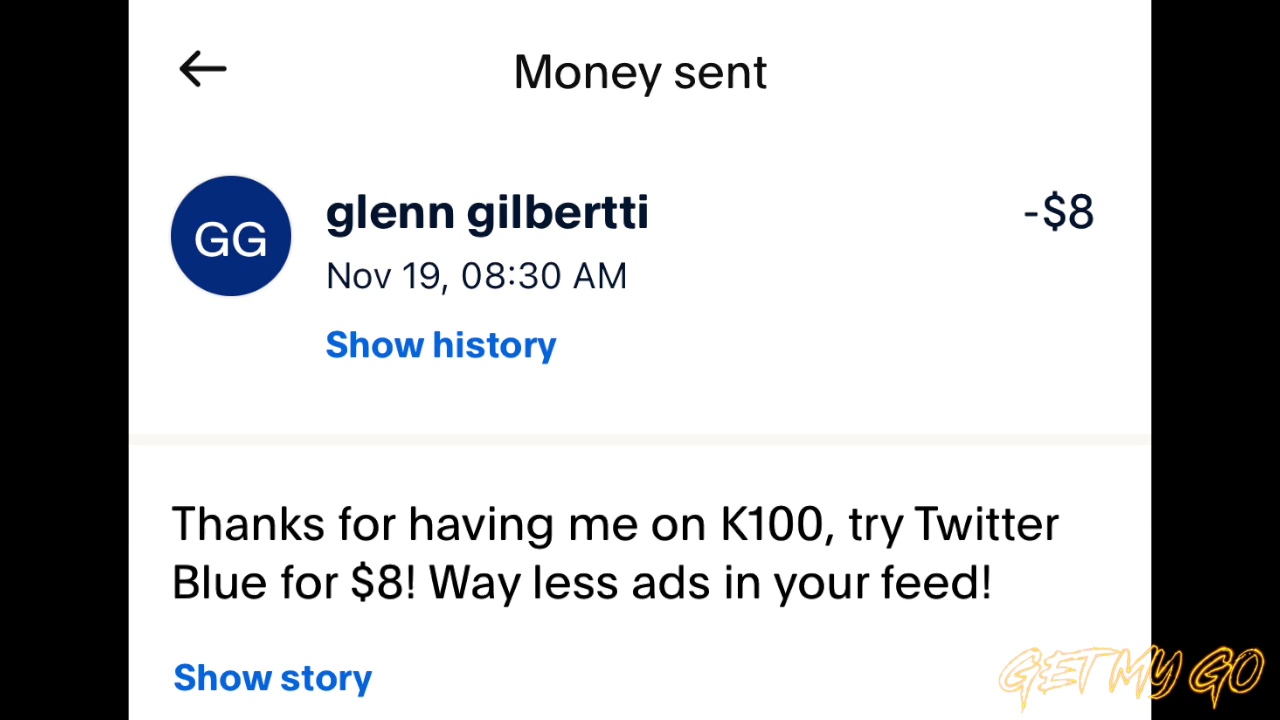 Money sent
GG
glenn gilbertti
-$8
Nov 19, 08:30 AM
Show history
Thanks for having me on K100, try Twitter
Blue for $8! Way less ads in your feed!
Show story
GET MY GO